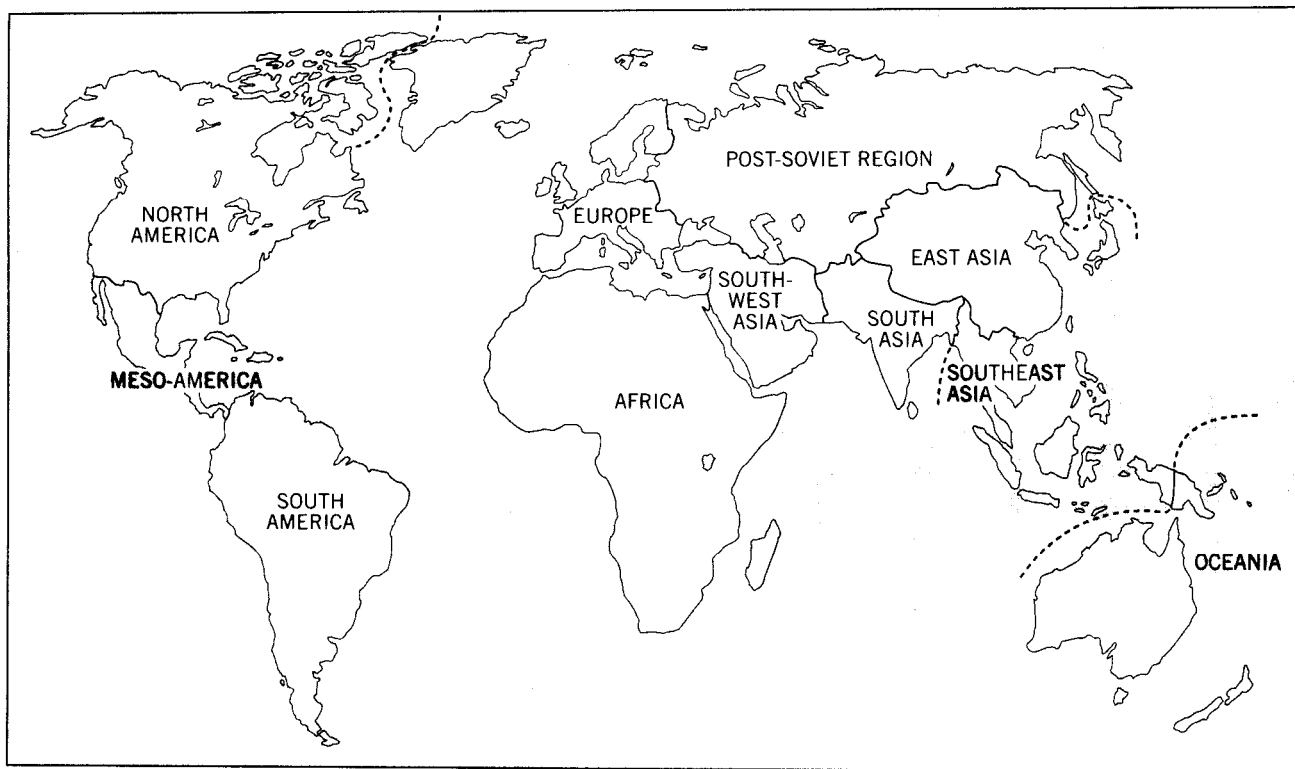 POST-SOVIET REGION
NORTH
AMERICA
EUROPE
EAST ASIA
SOUTH-
WEST
ASIA
SOUTH
ASIA
MESO-AMERICA
SOUTHEAST
ASIA
AFRICA
SOUTH
AMERICA
OCEANIA